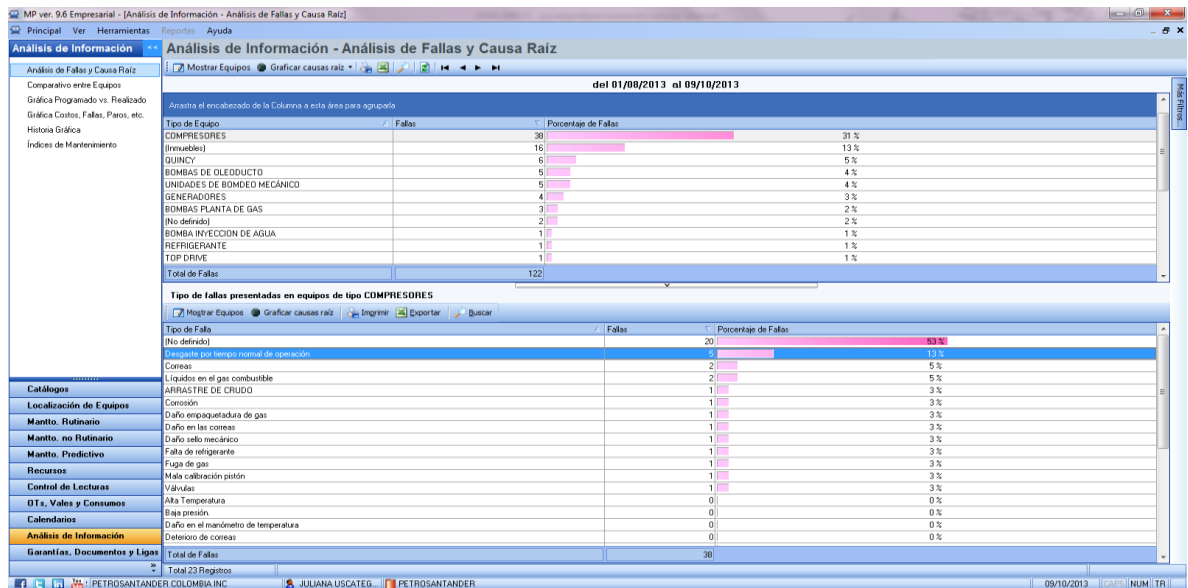 MP ver. 9.6 Empresarial - [Análisis de Información - Análisis de Fallas y Causa Raíz]
Principal Ver Herramientas Reportes Ayuda
Análisis de Información <<
Análisis de Fallas y Causa Raíz
Comparativo entre Equipos
Gráfica Programado vs. Realizado
Gráfica Costos, Fallas, Paros, etc.
Historia Gráfica
Índices de Mantenimiento
Catálogos
Localización de Equipos
Mantto. Rutinario
Mantto. no Rutinario
Mantto. Predictivo
Recursos
Control de Lecturas
OTs, Vales y Consumos
Calendarios
Análisis de Información
Garantías, Documentos y Ligas
»
Análisis de Información - Análisis de Fallas y Causa Raíz
Mostrar Equipos Graficar causas raíz
del 01/08/2013 al 09/10/2013
Más Filtros...
Arrastra el encabezado de la Columna a esta área para agruparla
Tipo de Equipo Fallas Porcentaje de Fallas
COMPRESORES 38 31 %
(Inmuebles) 16 13 %
QUINCY 6 5 %
BOMBAS DE OLEODUCTO 5 4 %
UNIDADES DE BOMDEO MECÁNICO 5 4 %
GENERADORES 4 3 %
BOMBAS PLANTA DE GAS 3 2 %
(No definido) 2 2 %
BOMBA INYECCION DE AGUA 1 1 %
REFRIGERANTE 1 1 %
TOP DRIVE 1 1 %
Total de Fallas 122
Tipo de fallas presentadas en equipos de tipo COMPRESORES
Mostrar Equipos Graficar causas raíz Imprimir Exportar Buscar
Tipo de Falla Fallas Porcentaje de Fallas
(No definido) 20 53 %
Desgaste por tiempo normal de operación 5 13 %
Correas 2 5 %
Líquidos en el gas combustible 2 5 %
ARRASTRE DE CRUDO 1 3 %
Corrosión 1 3 %
Daño empaquetadura de gas 1 3 %
Daño en las correas 1 3 %
Daño sello mecánico 1 3 %
Falta de refrigerante 1 3 %
Fuga de gas 1 3 %
Mala calibración pistón 1 3 %
Válvulas 1 3 %
Alta Temperatura 0 0 %
Baja presión. 0 0 %
Daño en el manómetro de temperatura 0 0 %
Deterioro de correas 0 0 %
Total de Fallas 38
Total 23 Registros
PETROSANTANDER COLOMBIA INC JULIANA USCATEG... PETROSANTANDER 09/10/2013 CAPS NUM TR